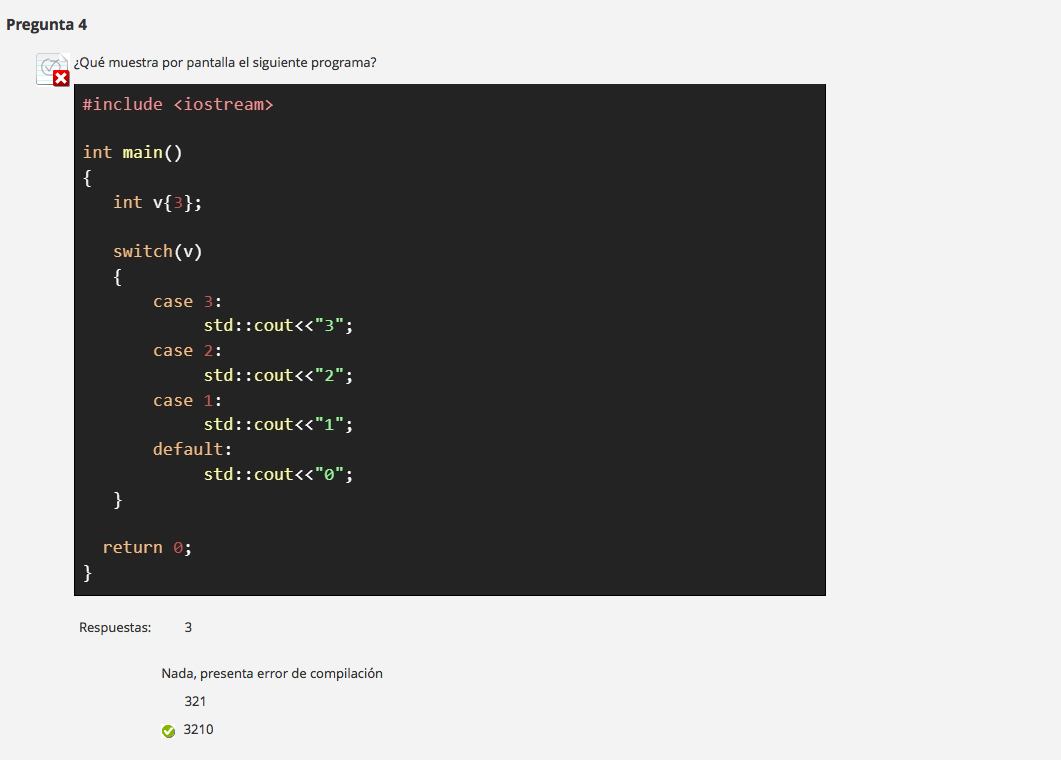 Pregunta 4
¿Qué muestra por pantalla el siguiente programa?
#include <iostream>
int main()
{
int v{3};
switch(v)
{
case 3:
std::cout<<"3";
case 2:
std::cout<<"2";
case 1:
std::cout<<"1";
default:
std::cout<<"0";
}
return 0;
}
Respuestas: 3
Nada, presenta error de compilación
321
3210